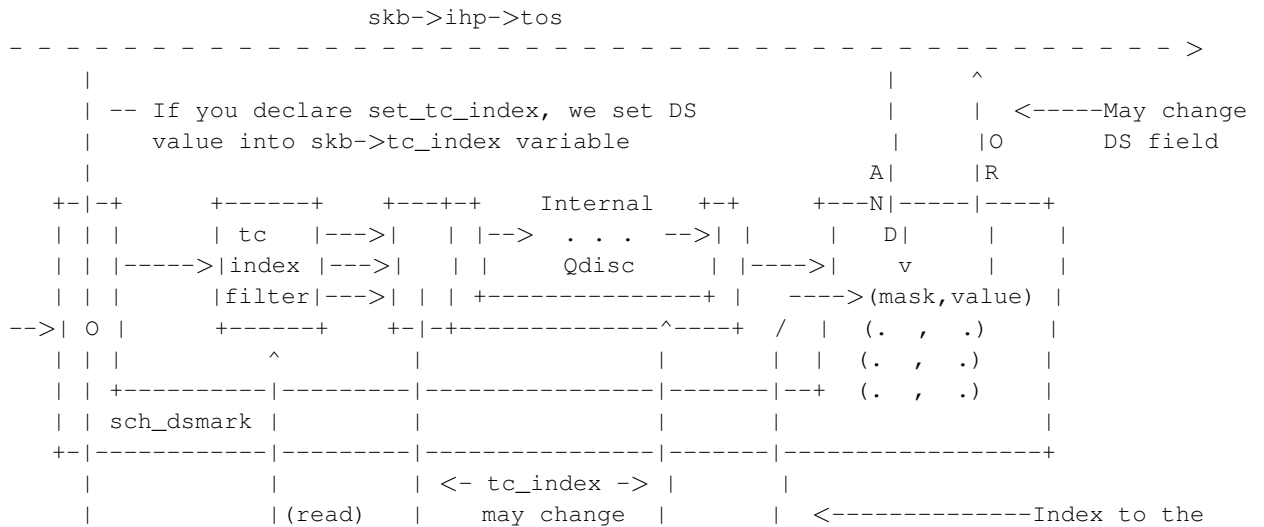 skb->ihp->tos
- - - - - - - - - - - - - - - - - - - - - - - - - - - - - - - - - - - - - - - - - >
     |                                                        |     ^
     | -- If you declare set_tc_index, we set DS              |     |  <-----May change
     |    value into skb->tc_index variable                   |     |O       DS field
     |                                                       A|     |R
   +-|-+      +------+    +---+-+    Internal   +-+     +---N|-----|----+
   | | |      | tc   |--->|   | |-->  . . .  -->| |     |   D|     |    |
   | | |----->|index |--->|   | |     Qdisc     | |---->|    v     |    |
   | | |      |filter|--->| | | +---------------+ |   ---->(mask,value) |
-->| O |      +------+    +-|-+--------------^----+  /  |  (.  ,  .)    |
   | | |          ^         |                |       |  |  (.  ,  .)    |
   | | +----------|---------|----------------|-------|--+  (.  ,  .)    |
   | | sch_dsmark |         |                |       |                  |
   +-|------------|---------|----------------|-------|------------------+
     |            |         | <- tc_index -> |       |
     |            |(read)   |    may change  |       |  <--------------Index to the